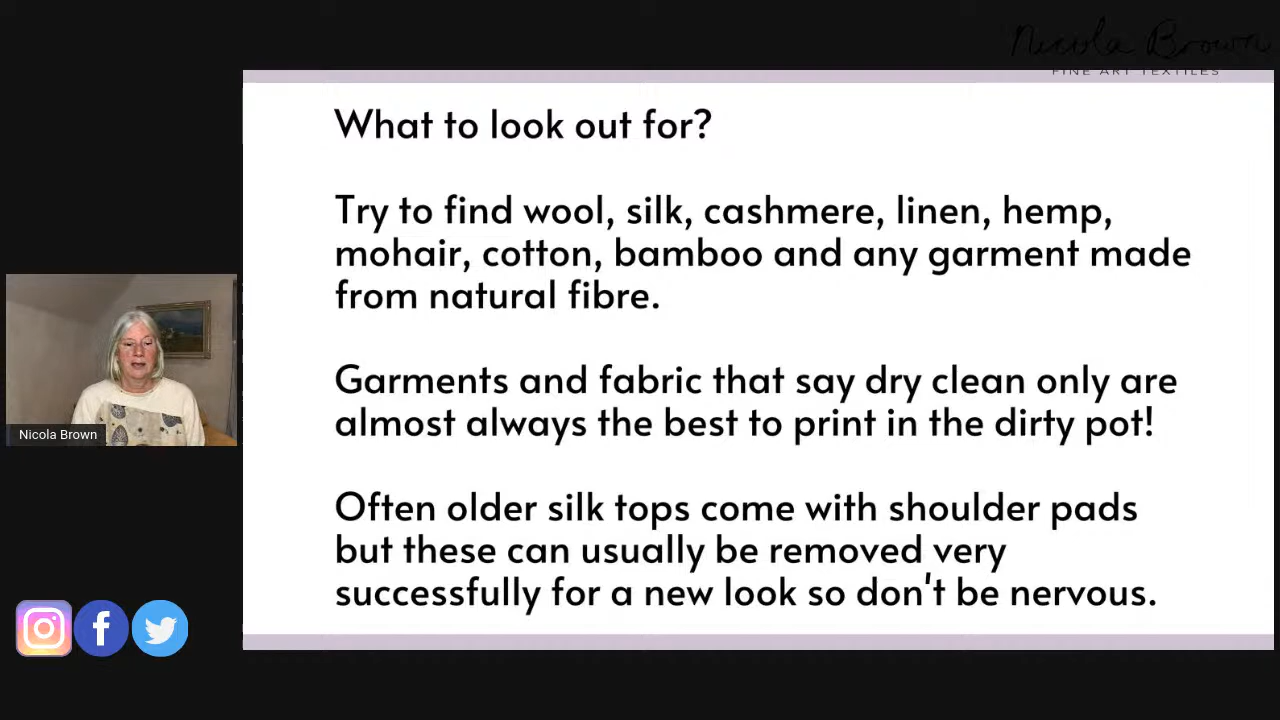 Nicola Brown
FINE ART TEXTILES
What to look out for?
Try to find wool, silk, cashmere, linen, hemp,
mohair, cotton, bamboo and any garment made
from natural fibre.
Garments and fabric that say dry clean only are
almost always the best to print in the dirty pot!
Often older silk tops come with shoulder pads
but these can usually be removed very
successfully for a new look so don't be nervous.
Nicola Brown